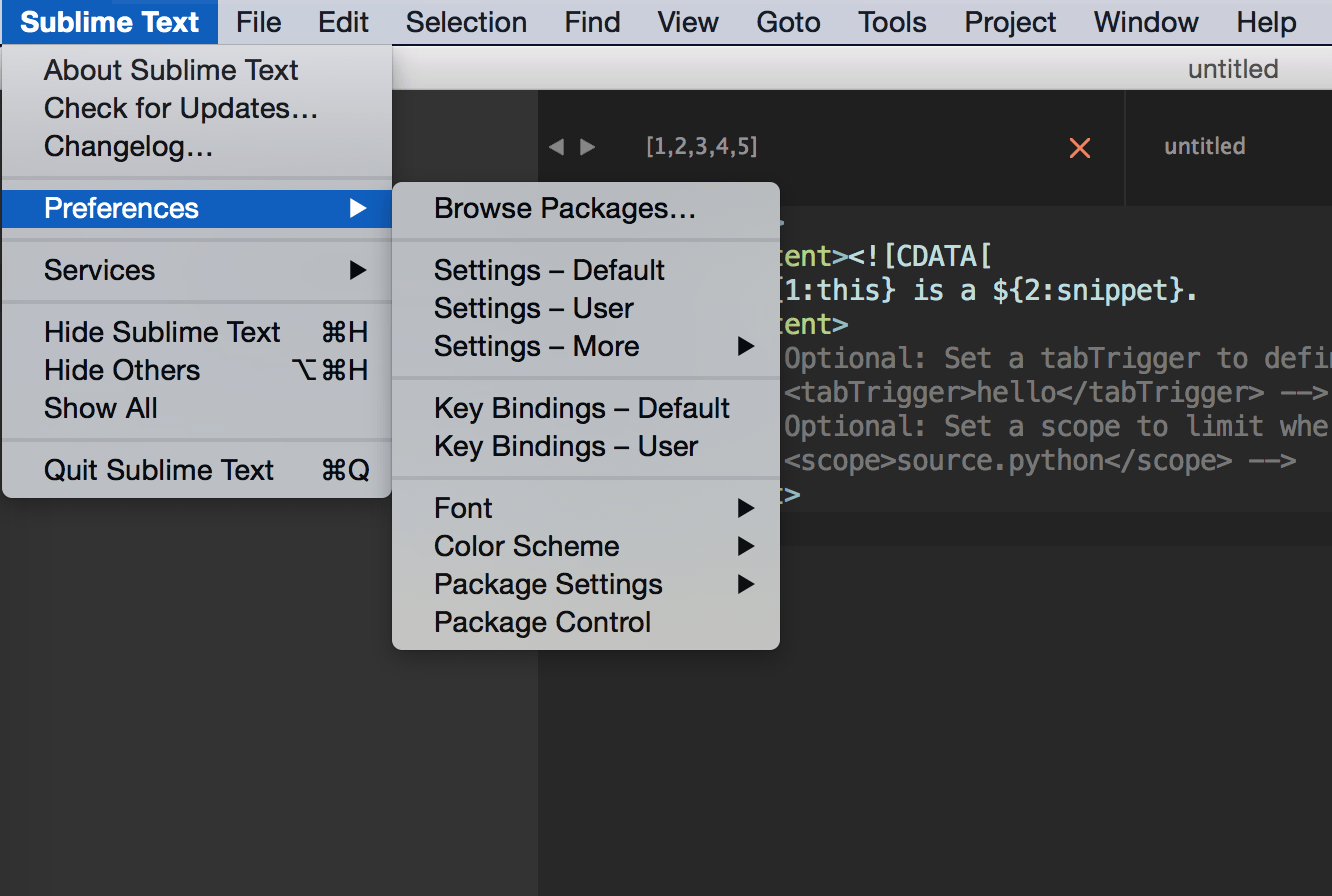 Sublime Text File Edit Selection Find View Goto Tools Project Window Help
untitled
About Sublime Text
Check for Updates...
Changelog...
Preferences
Services
Hide Sublime Text ⌘H
Hide Others ⌥⌘H
Show All
Quit Sublime Text ⌘Q
Browse Packages...
Settings – Default
Settings – User
Settings – More
Key Bindings – Default
Key Bindings – User
Font
Color Scheme
Package Settings
Package Control
[1,2,3,4,5] untitled
tent><![CDATA[
{1:this} is a ${2:snippet}.
tent>
Optional: Set a tabTrigger to defin
<tabTrigger>hello</tabTrigger> -->
Optional: Set a scope to limit whe
<scope>source.python</scope> -->
t>